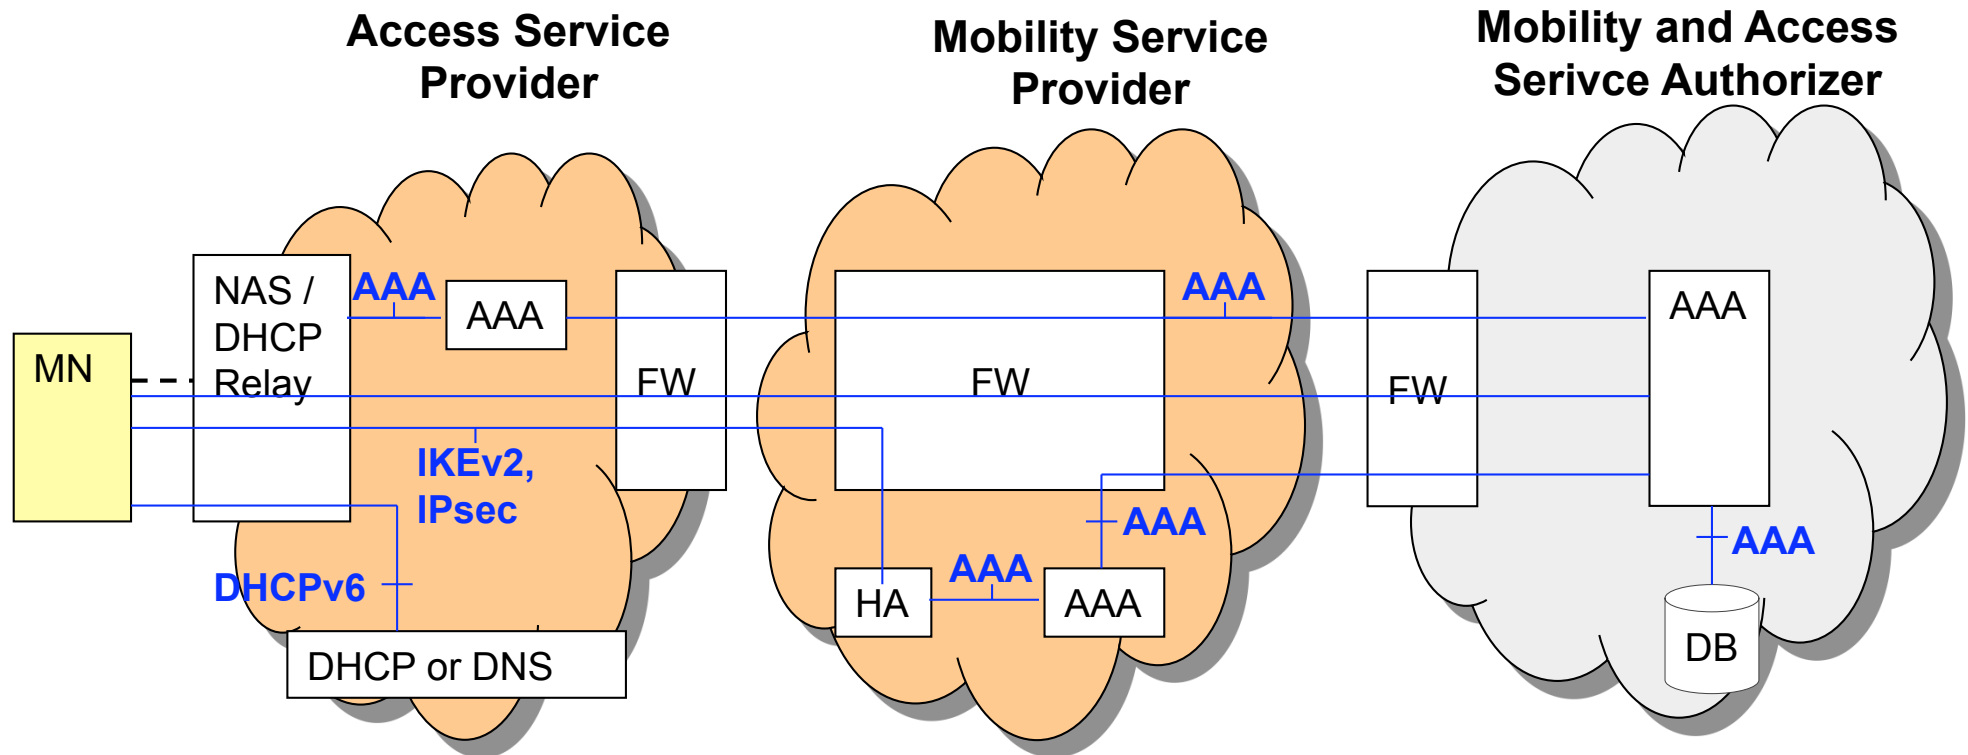 Access Service
Provider
Mobility Service
Provider
Mobility and Access
Serivce Authorizer
MN
NAS /
DHCP
Relay
AAA
AAA
FW
IKEv2,
IPsec
DHCPv6
DHCP or DNS
FW
AAA
HA
AAA
AAA
AAA
FW
AAA
AAA
DB